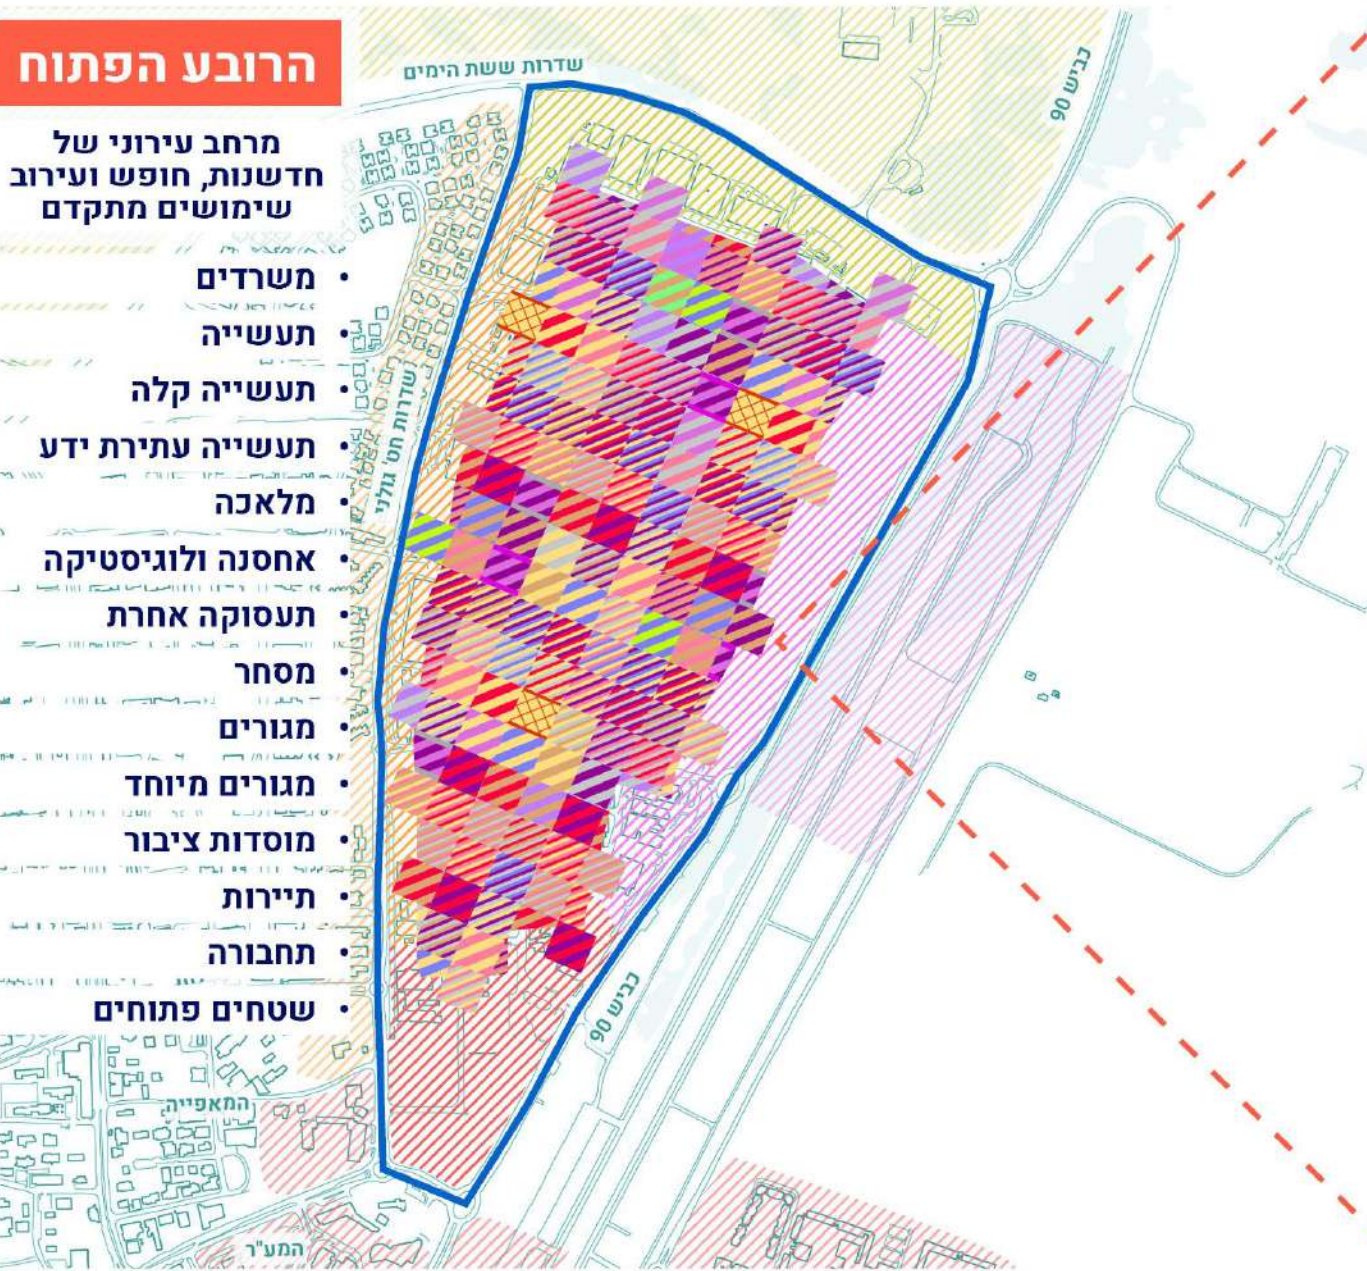 הרובע הפתוח
מרחב עירוני של
חדשנות, חופש ועירוב
שימושים מתקדם
• משרדים
• תעשייה
• תעשייה קלה
• תעשייה עתירת ידע
• מלאכה
• אחסנה ולוגיסטיקה
• תעסוקה אחרת
• מסחר
• מגורים
• מגורים מיוחד
• מוסדות ציבור
• תיירות
• תחבורה
• שטחים פתוחים
שדרות ששת הימים
כביש 90
שדרות חט' גולני
כביש 90
המאפייה
המע"ר